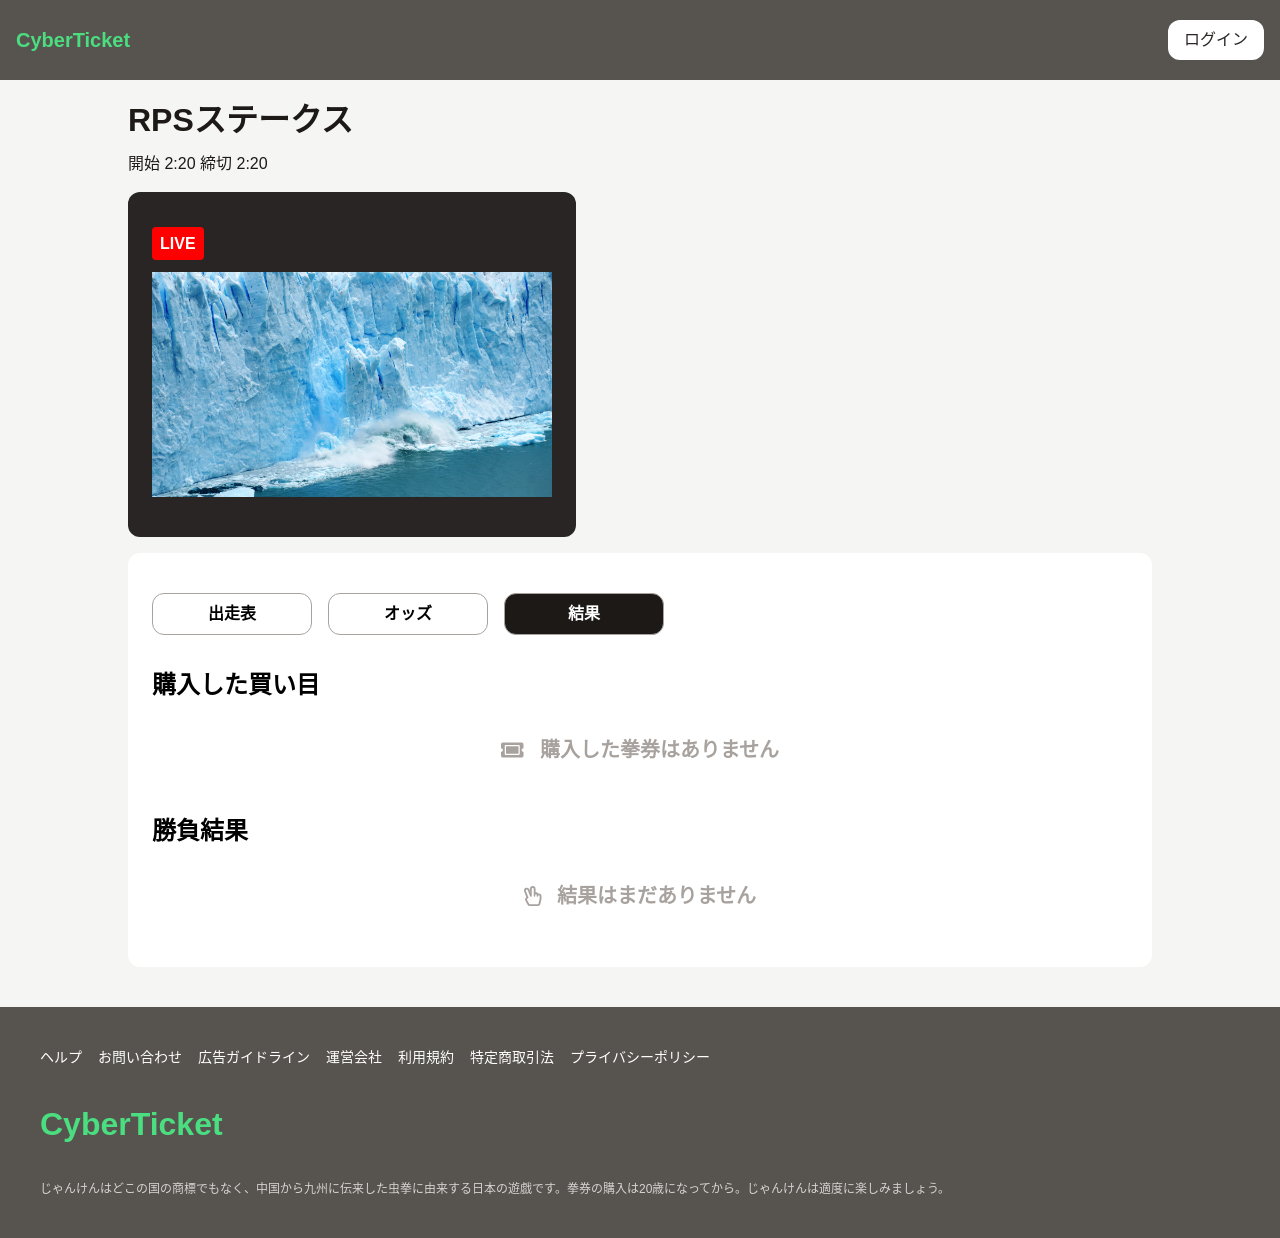 CyberTicket
ログイン
RPSステークス
開始 2:20 締切 2:20
LIVE
出走表
オッズ
結果
購入した買い目
購入した拳券はありません
勝負結果
結果はまだありません
ヘルプ お問い合わせ 広告ガイドライン 運営会社 利用規約 特定商取引法 プライバシーポリシー
CyberTicket
じゃんけんはどこの国の商標でもなく、中国から九州に伝来した虫拳に由来する日本の遊戯です。拳券の購入は20歳になってから。じゃんけんは適度に楽しみましょう。